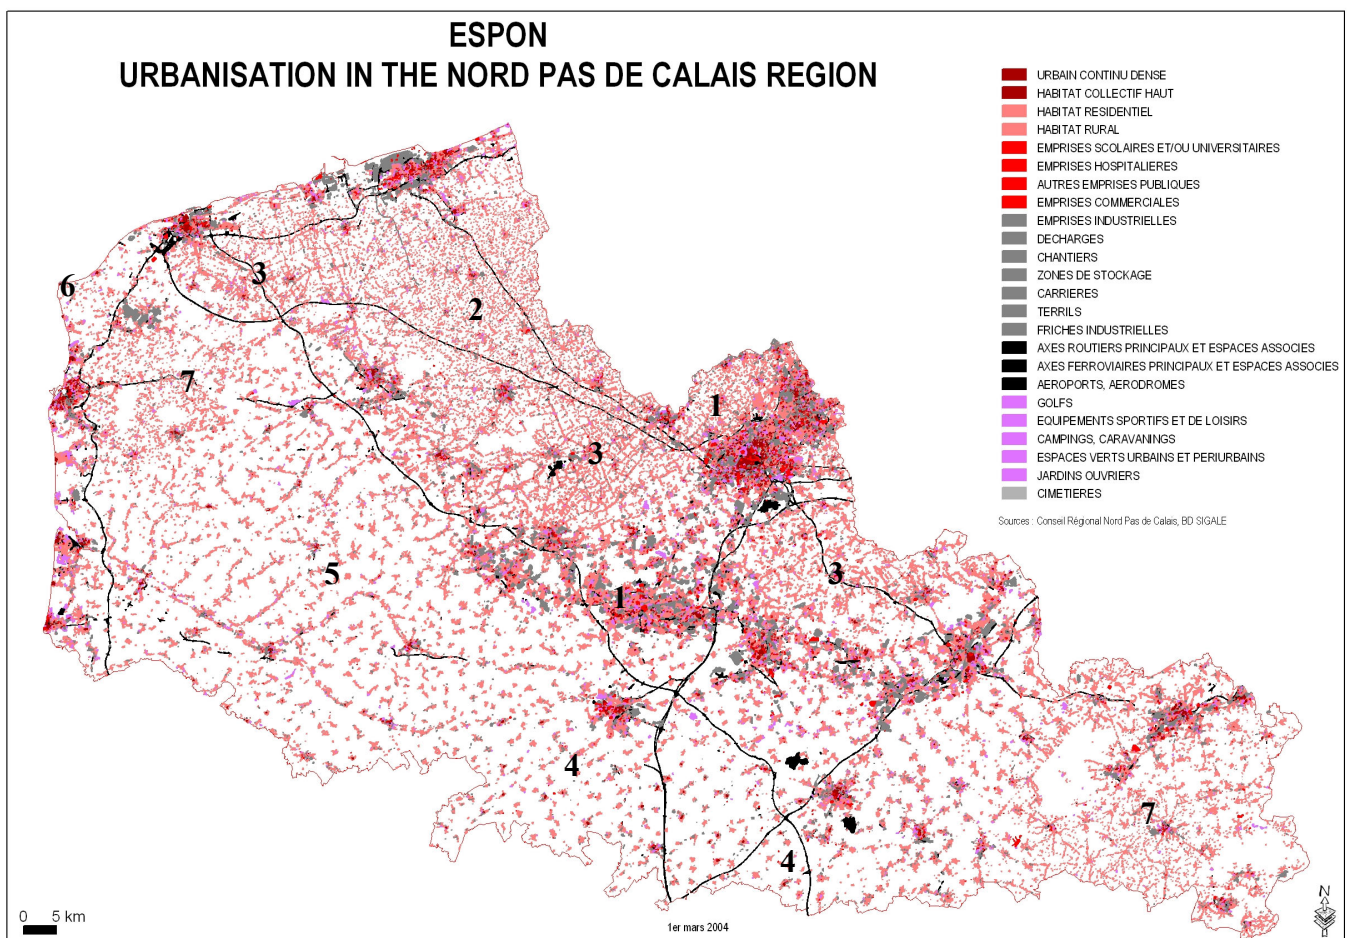 ESPON
URBANISATION IN THE NORD PAS DE CALAIS REGION
URBAIN CONTINU DENSE
HABITAT COLLECTIF HAUT
HABITAT RESIDENTIEL
HABITAT RURAL
EMPRISES SCOLAIRES ET/OU UNIVERSITAIRES
EMPRISES HOSPITALIERES
AUTRES EMPRISES PUBLIQUES
EMPRISES COMMERCIALES
EMPRISES INDUSTRIELLES
DECHARGES
CHANTIERS
ZONES DE STOCKAGE
CARRIERES
TERRILS
FRICHES INDUSTRIELLES
AXES ROUTIERS PRINCIPAUX ET ESPACES ASSOCIES
AXES FERROVIAIRES PRINCIPAUX ET ESPACES ASSOCIES
AEROPORTS, AERODROMES
GOLFS
EQUIPEMENTS SPORTIFS ET DE LOISIRS
CAMPINGS, CARAVANINGS
ESPACES VERTS URBAINS ET PERIURBAINS
JARDINS OUVRIERS
CIMETIERES
Sources : Conseil Régional Nord Pas de Calais, BD SIGALE
3
6
2
7
1
3
5
3
1
4
7
4
N
0 5 km
1er mars 2004